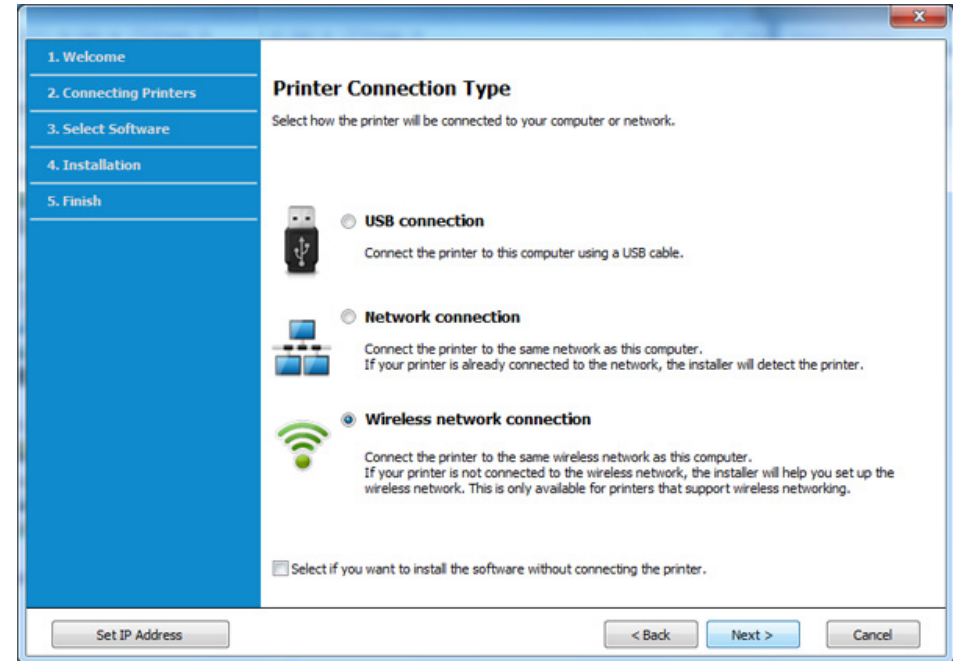 1. Welcome
2. Connecting Printers
3. Select Software
4. Installation
5. Finish
Printer Connection Type
Select how the printer will be connected to your computer or network.
USB connection
Connect the printer to this computer using a USB cable.
Network connection
Connect the printer to the same network as this computer.
If your printer is already connected to the network, the installer will detect the printer.
Wireless network connection
Connect the printer to the same wireless network as this computer.
If your printer is not connected to the wireless network, the installer will help you set up the
wireless network. This is only available for printers that support wireless networking.
Select if you want to install the software without connecting the printer.
Set IP Address
< Back
Next >
Cancel